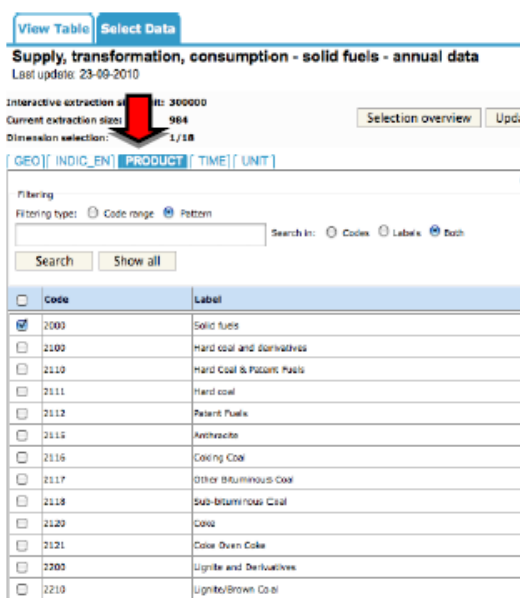 View Table Select Data
Supply, transformation, consumption - solid fuels - annual data
Last update: 23-09-2010
Interactive extraction 300000
Current extraction size: 984
Dimension selection: 1/18
[ GEO ][ INDIC_EN ] PRODUCT [ TIME ][ UNIT ]
Selection overview
Filtering
Filtering type: Code range Pattern
Search in: Codes Labels Both
Search Show all
Code Label
2000 Solid fuels
2100 Hard coal and derivatives
2110 Hard Coal & Patent Fuels
2111 Hard coal
2112 Patent Fuels
2115 Anthracite
2116 Coking Coal
2117 Other Bituminous Coal
2118 Sub-bituminous Coal
2120 Coke
2121 Coke Oven Coke
2200 Lignite and Derivatives
2210 Lignite/Brown Coal